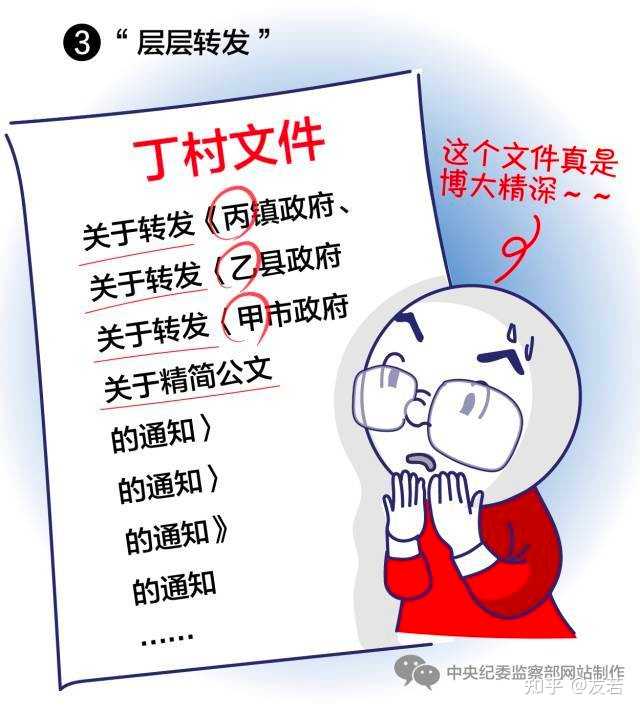 3 “层层转发”
丁村文件
关于转发《丙镇政府、
关于转发〈乙县政府
关于转发〈甲市政府
关于精简公文
的通知〉
的通知〉
的通知》
的通知
……
这个文件真是
博大精深～～
中央纪委监察部网站制作
知乎 @友若